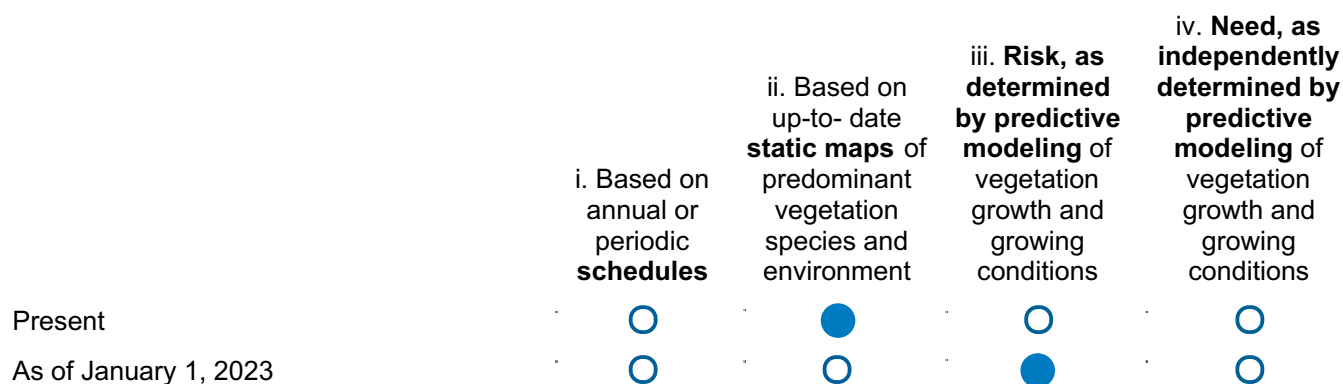 i. Based on
annual or
periodic
schedules
ii. Based on
up-to- date
static maps of
predominant
vegetation
species and
environment
iii. Risk, as
determined
by predictive
modeling of
vegetation
growth and
growing
conditions
iv. Need, as
independently
determined by
predictive
modeling of
vegetation
growth and
growing
conditions
Present
As of January 1, 2023